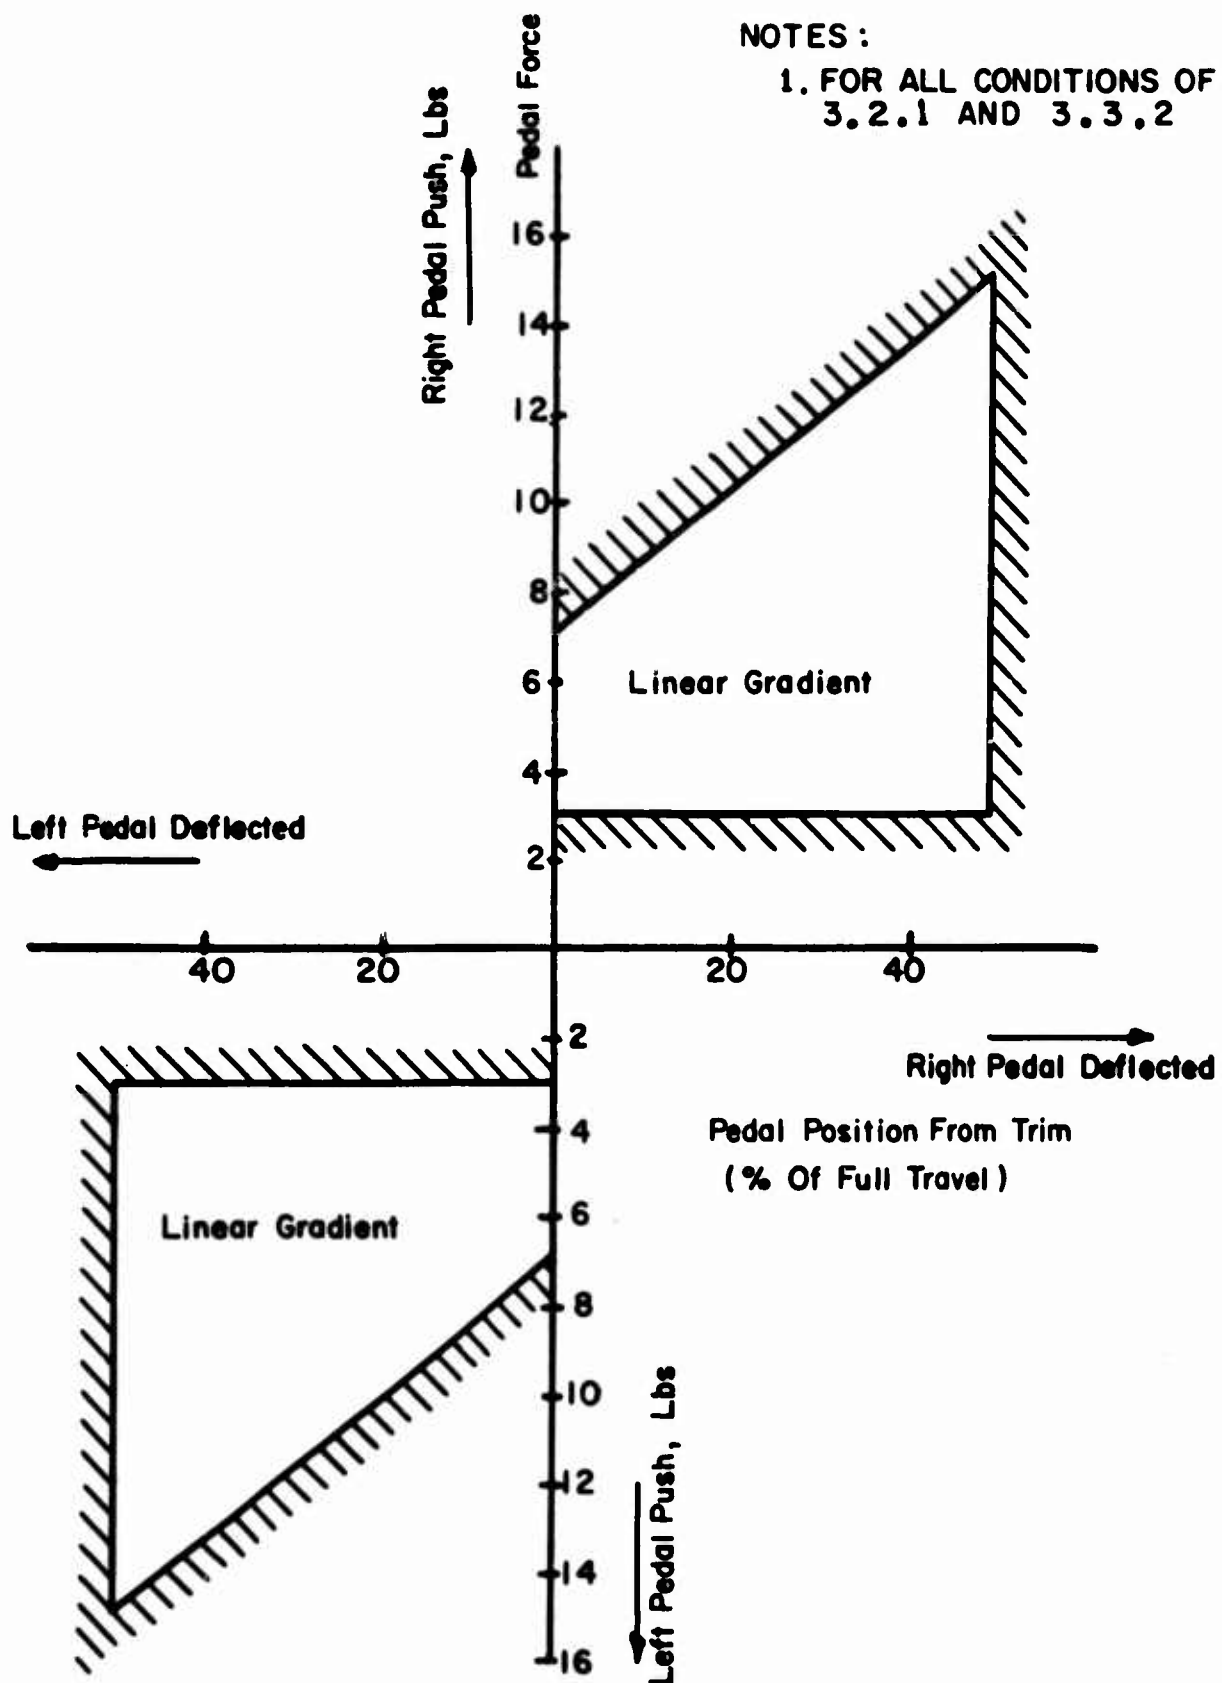 NOTES:
1. FOR ALL CONDITIONS OF
3.2.1 AND 3.3.2
Pedal Force
Right Pedal Push, Lbs
16
14
12
10
8
6
4
2
Linear Gradient
Left Pedal Deflected
40
20
20
40
2
4
6
8
10
12
14
16
Right Pedal Deflected
Pedal Position From Trim
(% Of Full Travel)
Linear Gradient
Left Pedal Push, Lbs